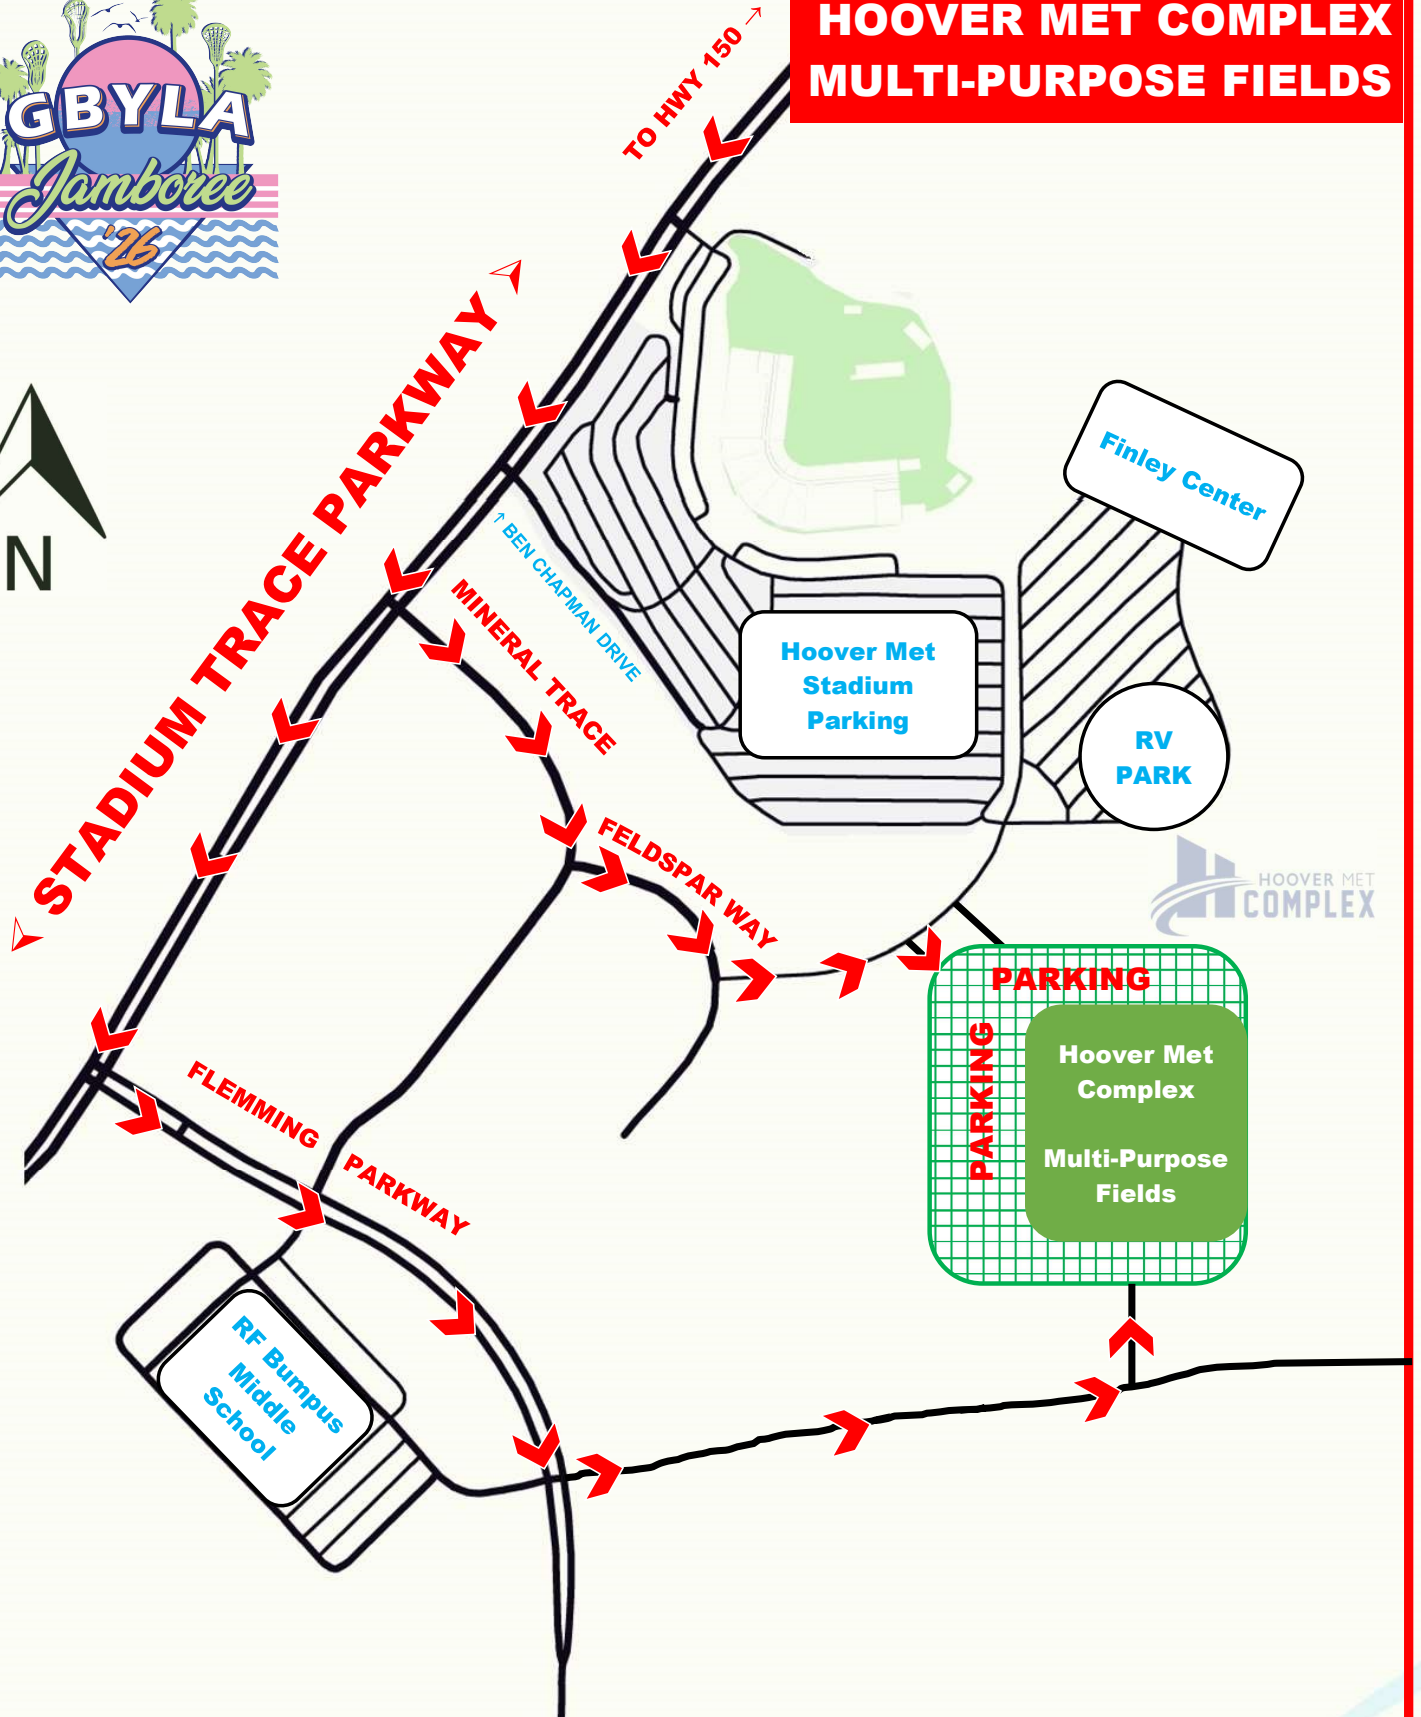 HOOVER MET COMPLEX
MULTI-PURPOSE FIELDS
GBYLA
Jamboree
'26
TO HWY 150 →
STADIUM TRACE PARKWAY
N
Finley Center
↑ BEN CHAPMAN DRIVE
MINERAL TRACE
Hoover Met
Stadium
Parking
RV
PARK
FELDSPAR WAY
HOOVER MET
COMPLEX
PARKING
PARKING
Hoover Met
Complex
Multi-Purpose
Fields
FLEMMING PARKWAY
RF Bumpus
Middle
School